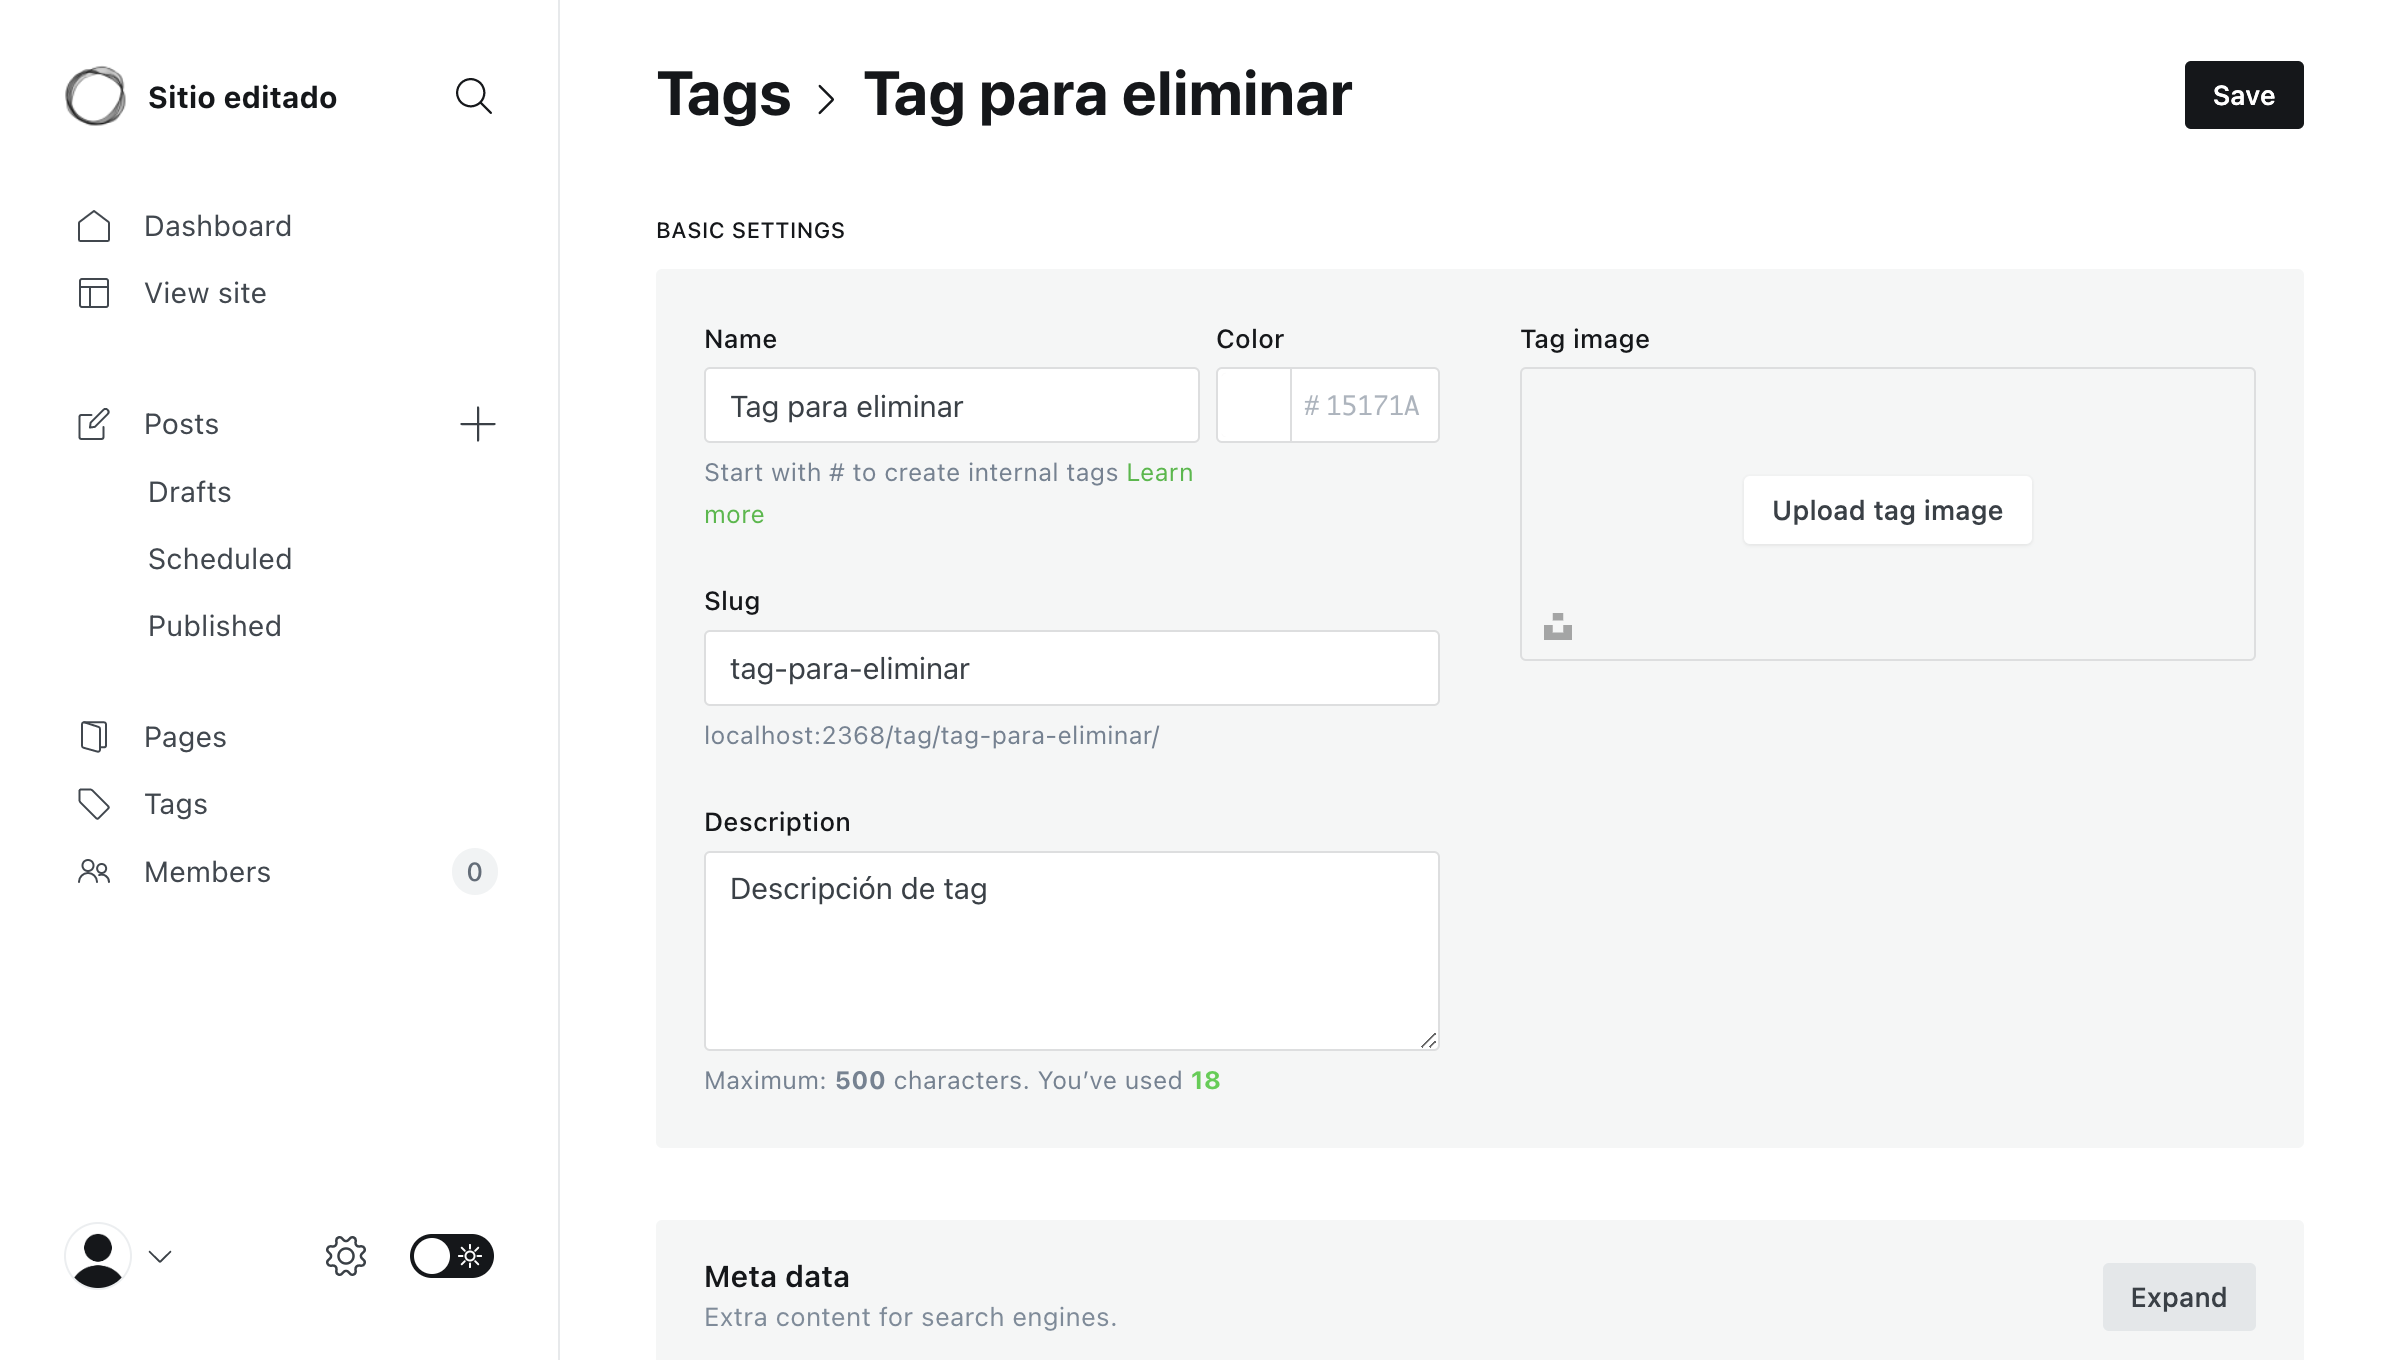 Sitio editado
Dashboard
View site
Posts
Drafts
Scheduled
Published
Pages
Tags
Members
0
Tags > Tag para eliminar
Save
BASIC SETTINGS
Name
Tag para eliminar
Start with # to create internal tags Learn
more
Color
# 15171A
Slug
tag-para-eliminar
localhost:2368/tag/tag-para-eliminar/
Description
Descripción de tag
Maximum: 500 characters. You’ve used 18
Tag image
Upload tag image
Meta data
Extra content for search engines.
Expand